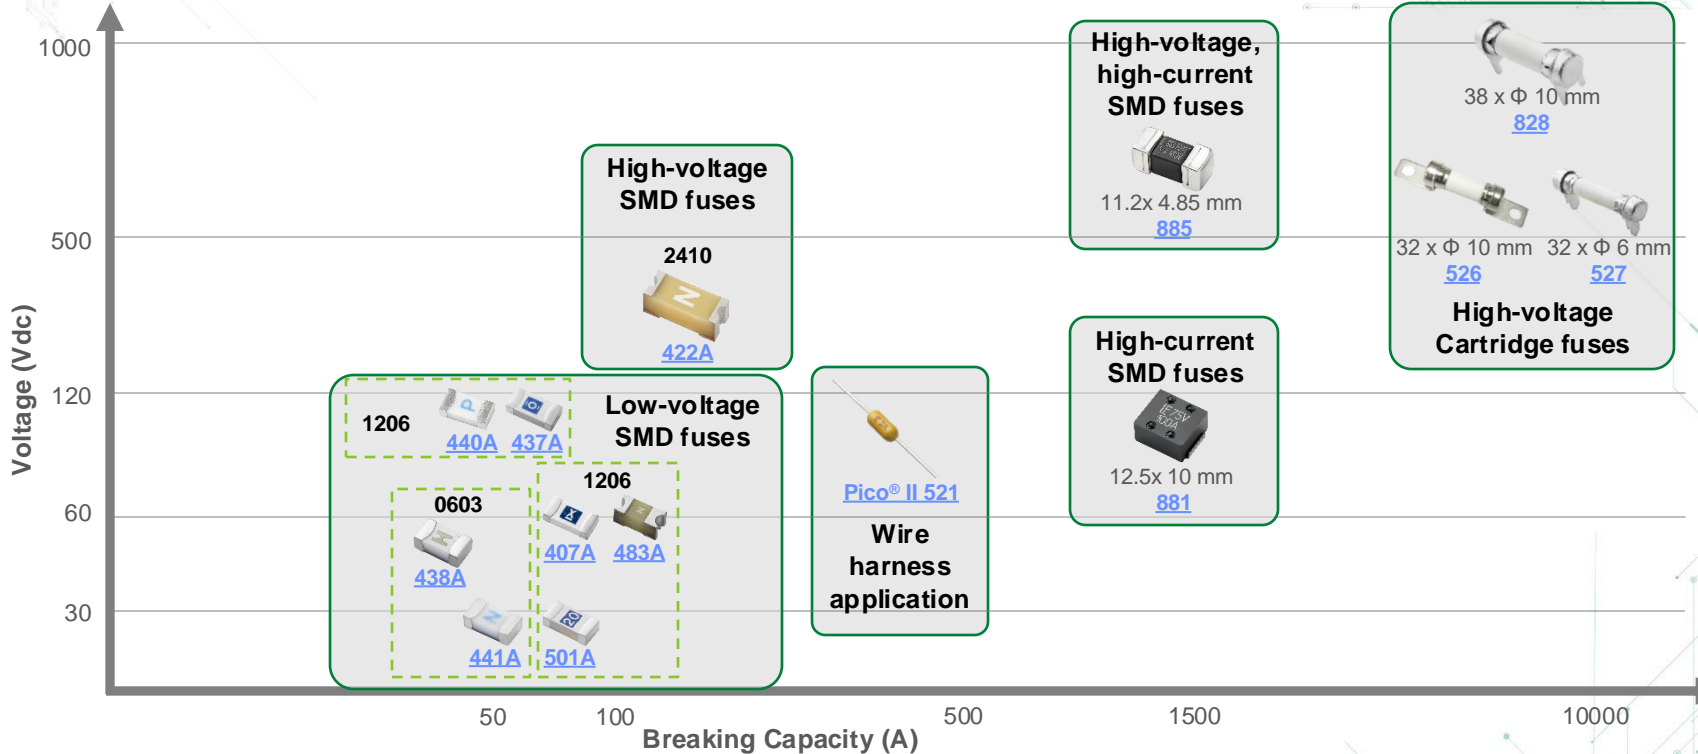 1000
500
120
60
30
Voltage (Vdc)
High-voltage,
high-current
SMD fuses
11.2x 4.85 mm
885
38 x Φ 10 mm
828
32 x Φ 10 mm
526
32 x Φ 6 mm
527
High-voltage
Cartridge fuses
High-voltage
SMD fuses
2410
N
422A
High-current
SMD fuses
LF75V
100A
12.5x 10 mm
881
Low-voltage
SMD fuses
1206
P
440A
437A
1206
407A
483A
0603
H
438A
N
441A
20
501A
Pico® II 521
Wire
harness
application
50
100
500
1500
10000
Breaking Capacity (A)